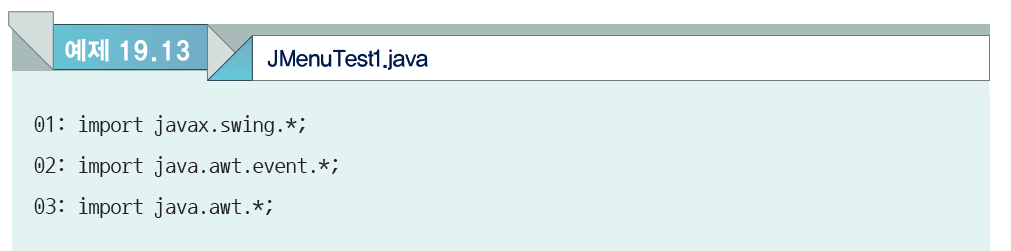 예제 19.13
JMenuTest1.java
01: import javax.swing.*;
02: import java.awt.event.*;
03: import java.awt.*;